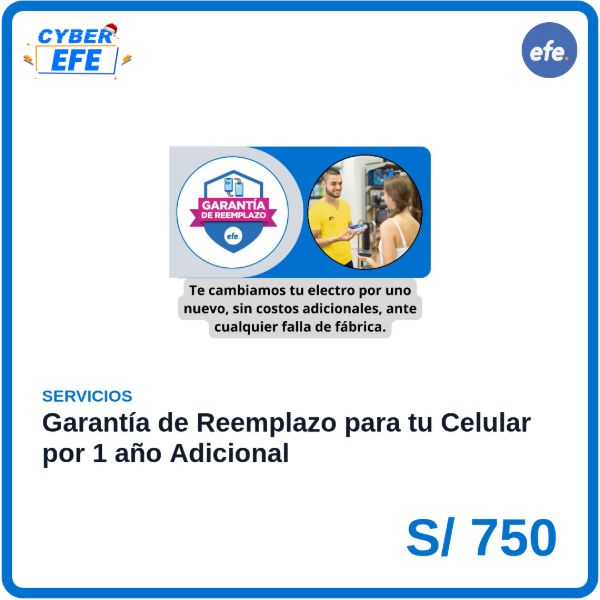 CYBER
EFE
efe.
GARANTÍA
DE REEMPLAZO
efe
Te cambiamos tu electro por uno
nuevo, sin costos adicionales, ante
cualquier falla de fábrica.
SERVICIOS
Garantía de Reemplazo para tu Celular
por 1 año Adicional
S/ 750